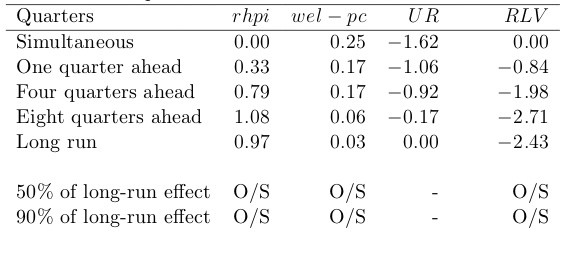 Quarters rhpi wel − pc UR RLV
Simultaneous 0.00 0.25 −1.62 0.00
One quarter ahead 0.33 0.17 −1.06 −0.84
Four quarters ahead 0.79 0.17 −0.92 −1.98
Eight quarters ahead 1.08 0.06 −0.17 −2.71
Long run 0.97 0.03 0.00 −2.43
50% of long-run effect O/S O/S - O/S
90% of long-run effect O/S O/S - O/S